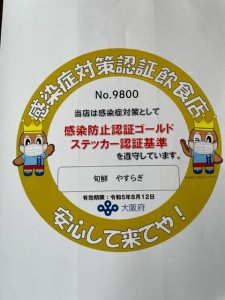 感染症対策認証飲食店
No.9800
当店は感染症対策として
感染防止認証ゴールド
ステッカー認証基準
を遵守しています。
旬鮮 やすらぎ
有効期限：令和5年8月12日
大阪府
安心して来てや！